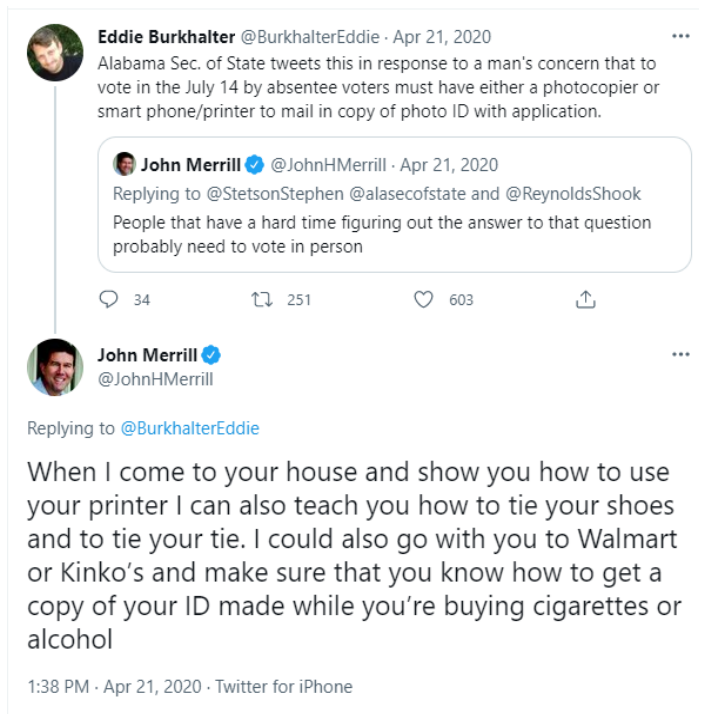 Eddie Burkhalter @BurkhalterEddie · Apr 21, 2020
Alabama Sec. of State tweets this in response to a man's concern that to
vote in the July 14 by absentee voters must have either a photocopier or
smart phone/printer to mail in copy of photo ID with application.
John Merrill @JohnHMerrill · Apr 21, 2020
Replying to @StetsonStephen @alasecofstate and @ReynoldsShook
People that have a hard time figuring out the answer to that question
probably need to vote in person
34 251 603
John Merrill
@JohnHMerrill
Replying to @BurkhalterEddie
When I come to your house and show you how to use
your printer I can also teach you how to tie your shoes
and to tie your tie. I could also go with you to Walmart
or Kinko’s and make sure that you know how to get a
copy of your ID made while you’re buying cigarettes or
alcohol
1:38 PM · Apr 21, 2020 · Twitter for iPhone